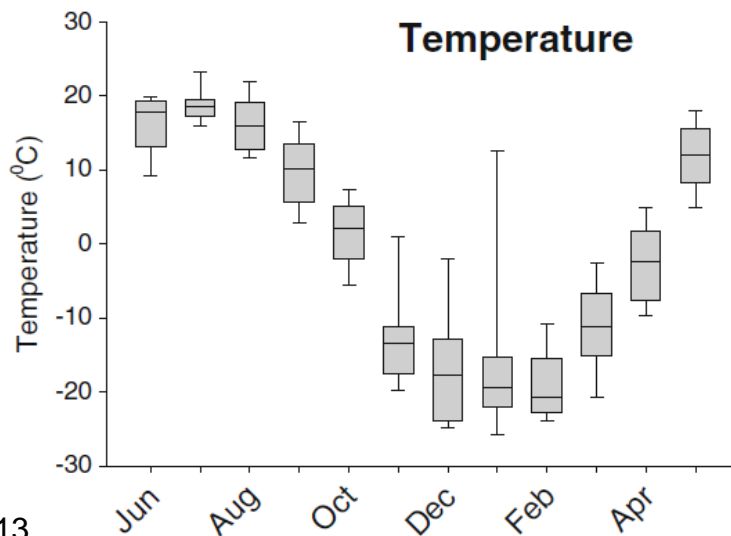 Temperature
Temperature (⁰C)
30
20
10
0
-10
-20
-30
Jun
Aug
Oct
Dec
Feb
Apr
13